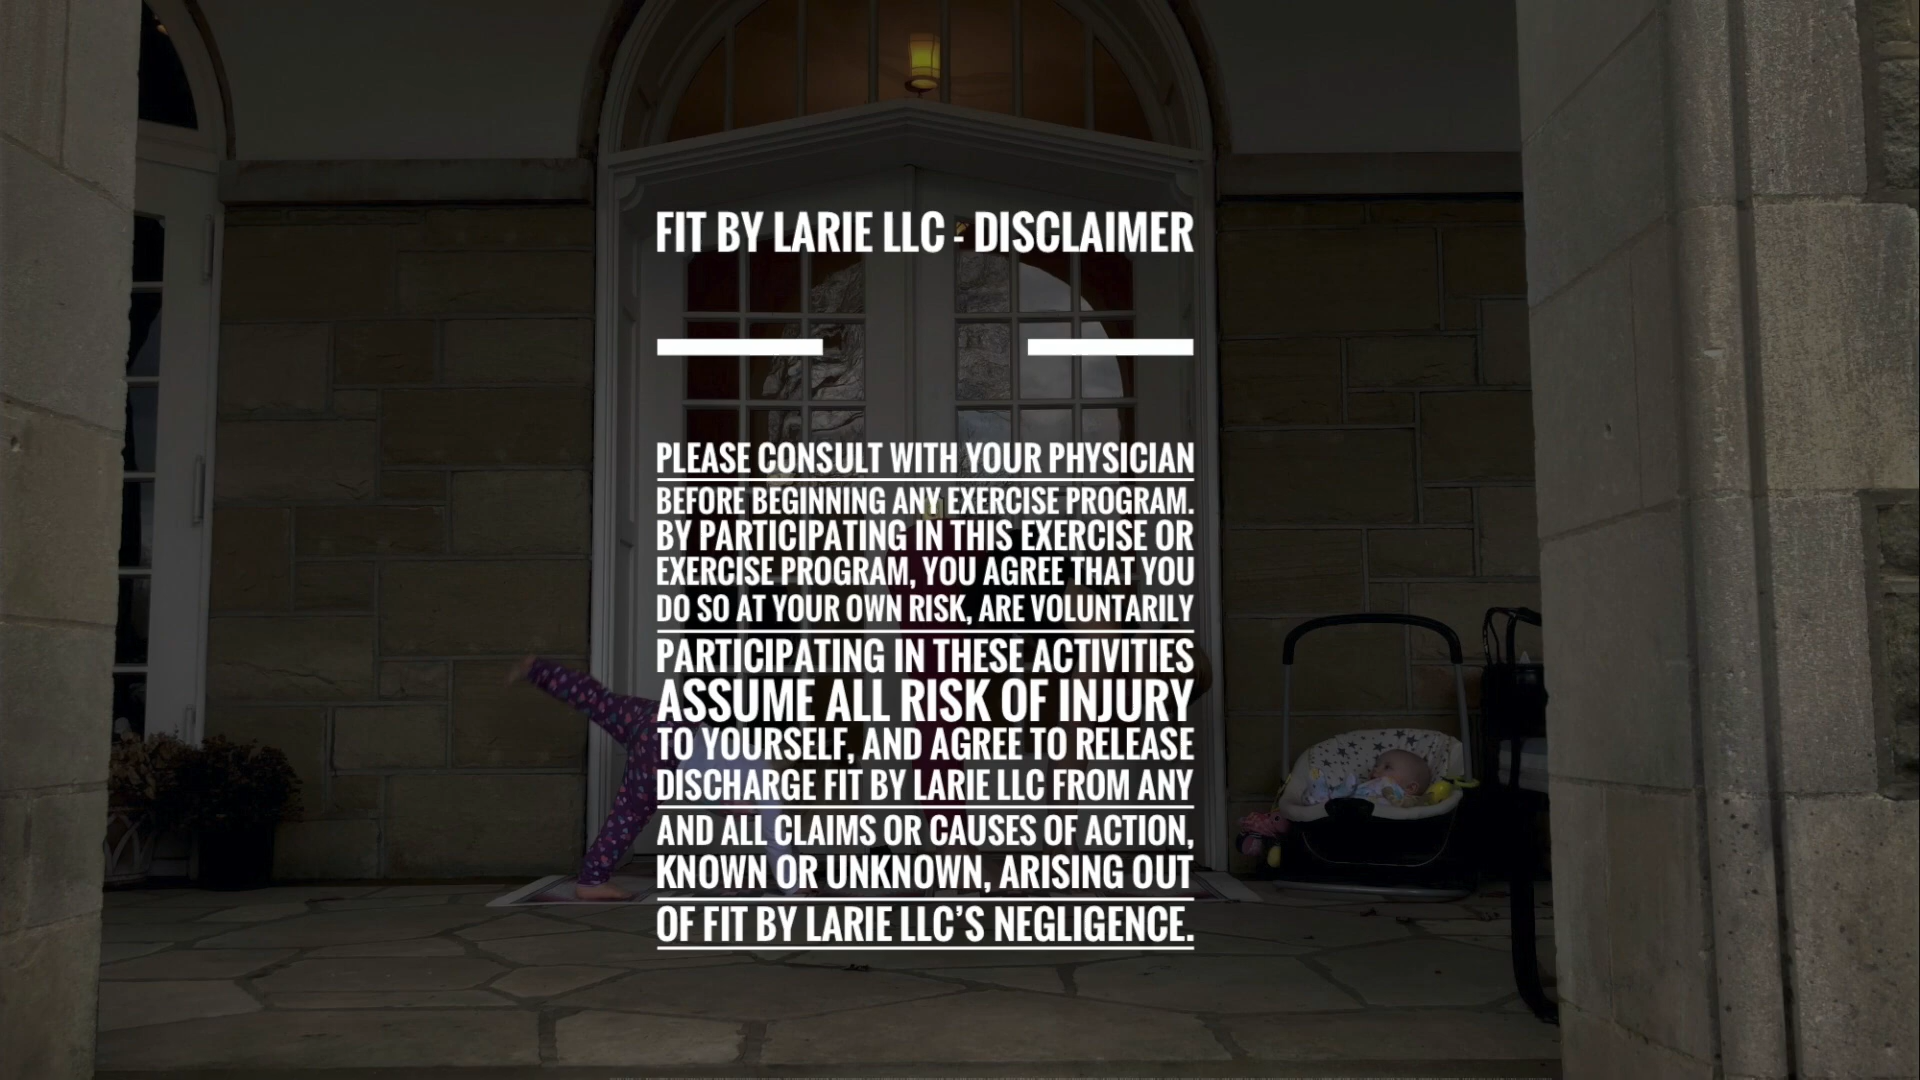 FIT BY LARIE LLC - DISCLAIMER
PLEASE CONSULT WITH YOUR PHYSICIAN
BEFORE BEGINNING ANY EXERCISE PROGRAM.
BY PARTICIPATING IN THIS EXERCISE OR
EXERCISE PROGRAM, YOU AGREE THAT YOU
DO SO AT YOUR OWN RISK, ARE VOLUNTARILY
PARTICIPATING IN THESE ACTIVITIES
ASSUME ALL RISK OF INJURY
TO YOURSELF, AND AGREE TO RELEASE
DISCHARGE FIT BY LARIE LLC FROM ANY
AND ALL CLAIMS OR CAUSES OF ACTION,
KNOWN OR UNKNOWN, ARISING OUT
OF FIT BY LARIE LLC’S NEGLIGENCE.